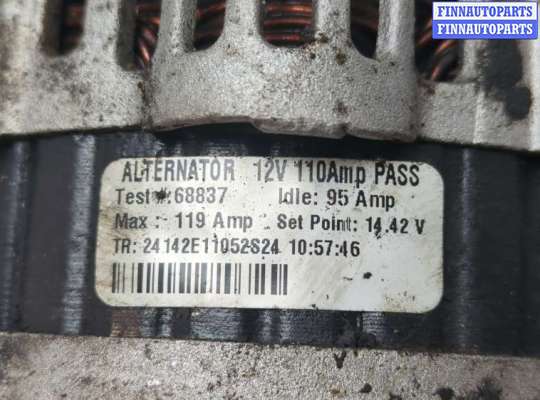 FINNAUTOPARTS
FINNAUTOPARTS
ALTERNATOR 12V 110Amp PASS
Test #:68837 Idle: 95 Amp
Max : 119 Amp Set Point: 14.42 V
TR: 24142E11052S24 10:57:46